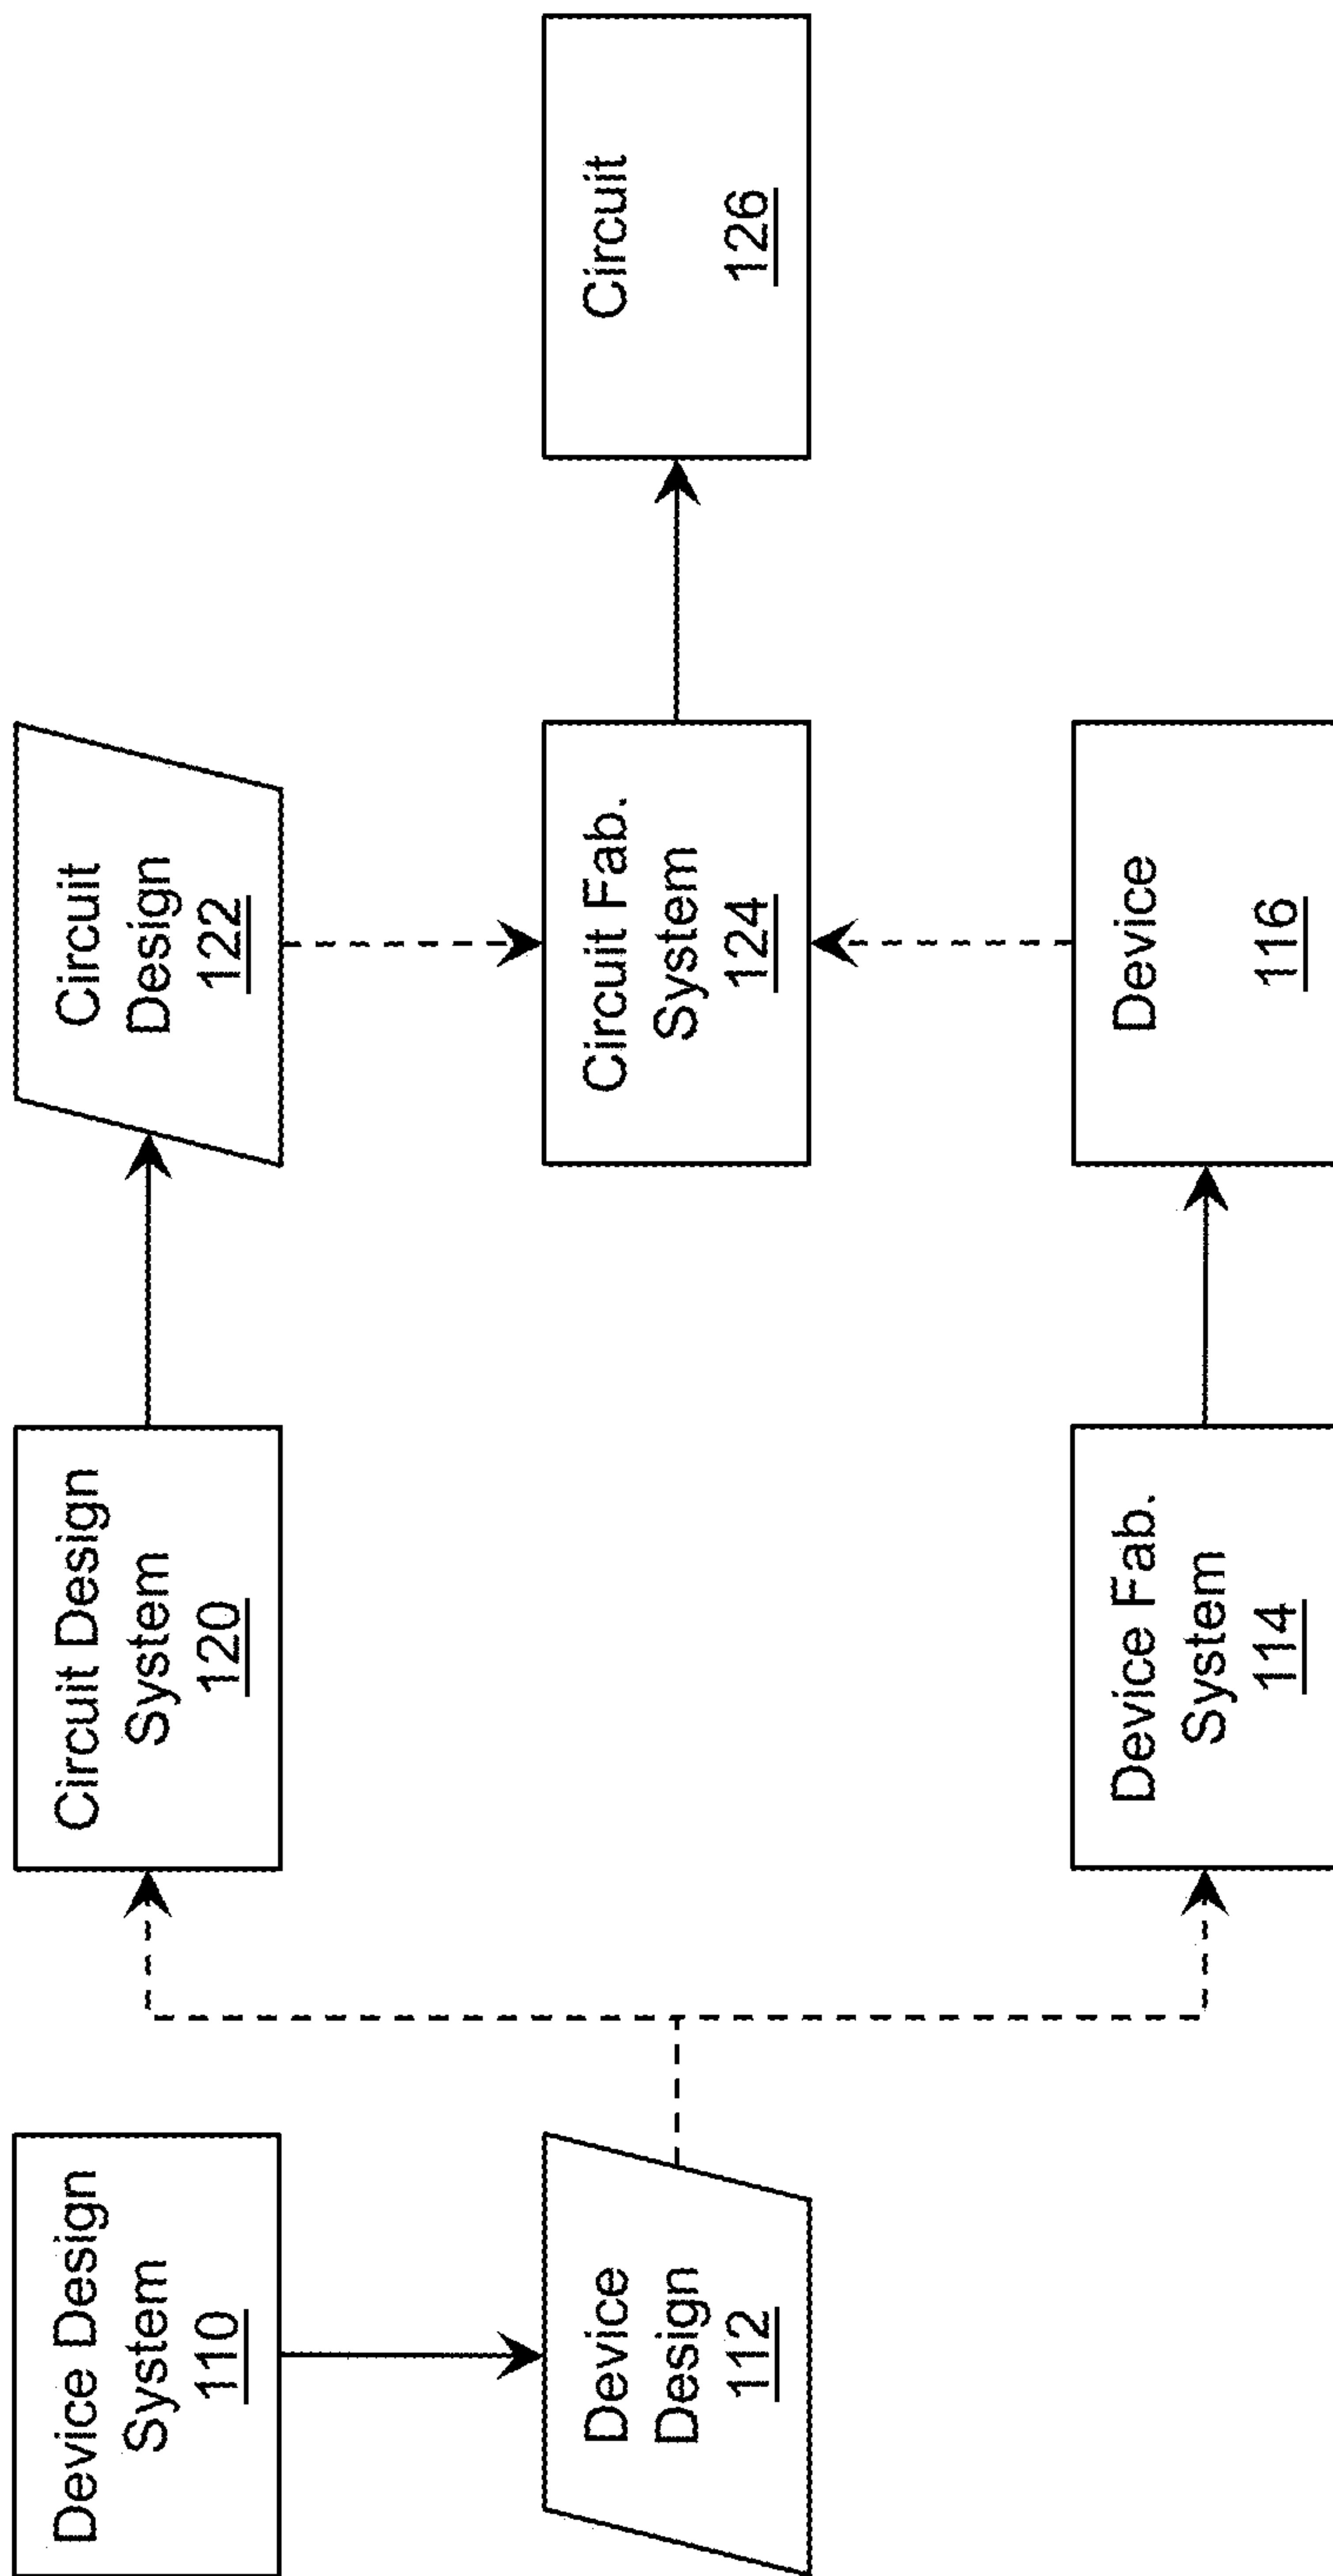 Device Design
System
110
Device
Design
112
Circuit Design
System
120
Device Fab.
System
114
Circuit
Design
122
Circuit Fab.
System
124
Device
116
Circuit
126